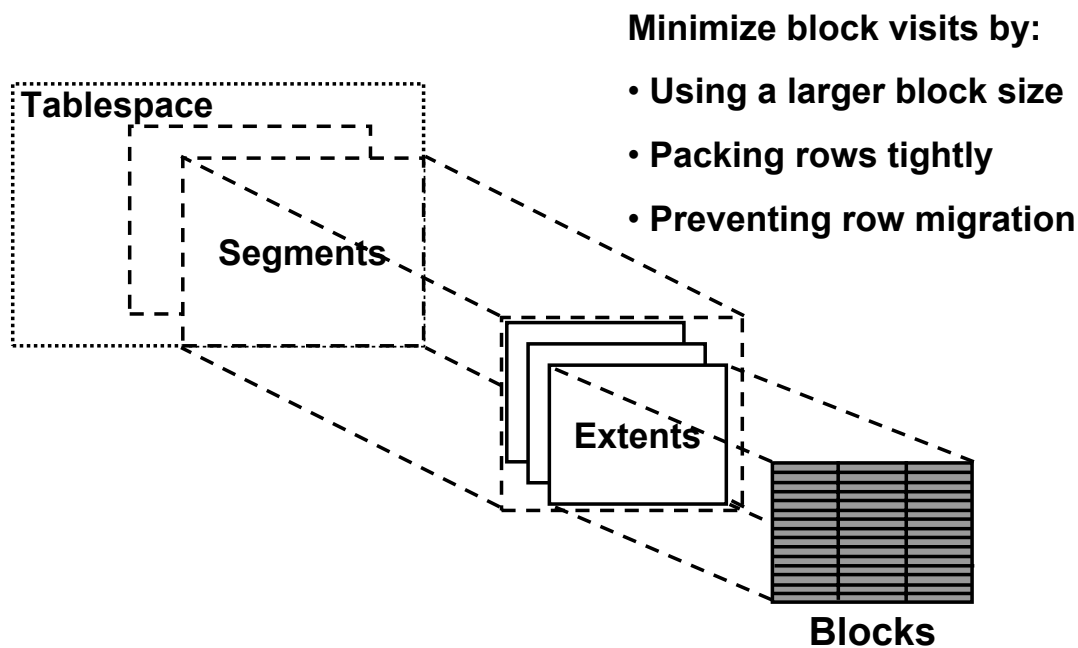 Minimize block visits by:
• Using a larger block size
• Packing rows tightly
• Preventing row migration
Tablespace
Segments
Extents
Blocks